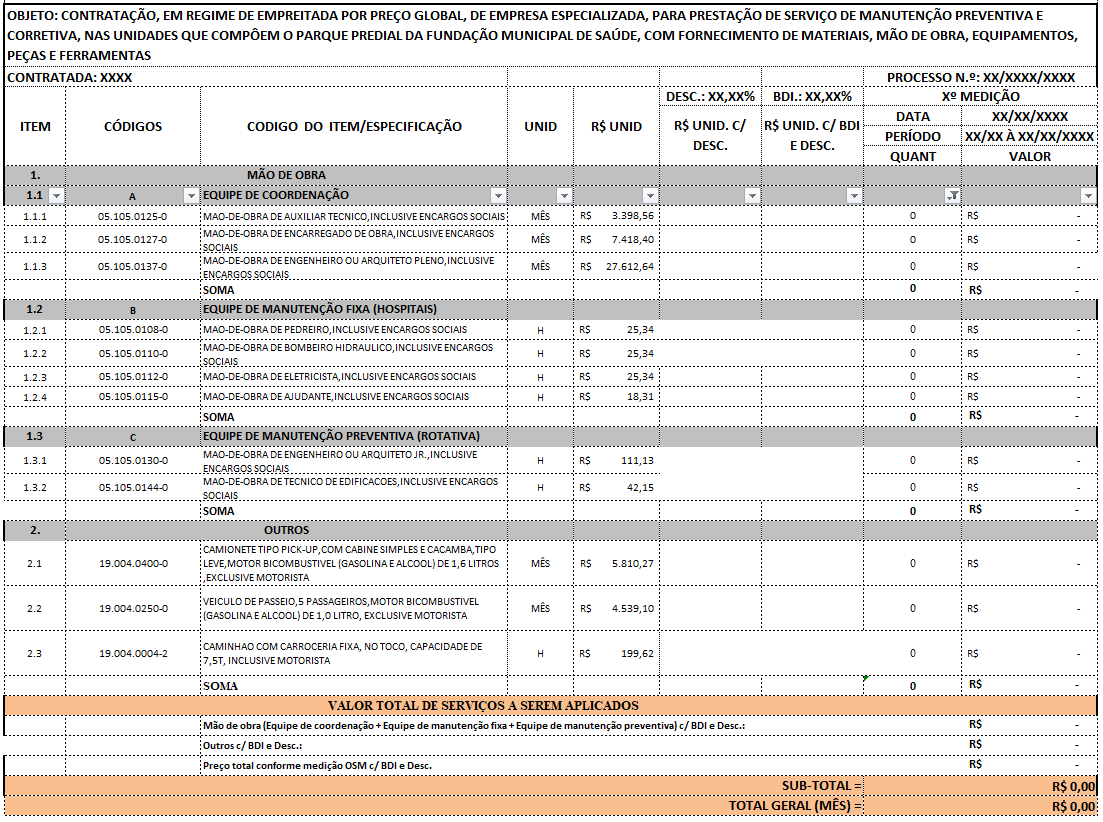 OBJETO: CONTRATAÇÃO, EM REGIME DE EMPREITADA POR PREÇO GLOBAL, DE EMPRESA ESPECIALIZADA, PARA PRESTAÇÃO DE SERVIÇO DE MANUTENÇÃO PREVENTIVA E
CORRETIVA, NAS UNIDADES QUE COMPÔEM O PARQUE PREDIAL DA FUNDAÇÃO MUNICIPAL DE SAÚDE, COM FORNECIMENTO DE MATERIAIS, MÃO DE OBRA, EQUIPAMENTOS,
PEÇAS E FERRAMENTAS
CONTRATADA: XXXX PROCESSO N.º: XX/XXXX/XXXX
DESC.: XX,XX% BDI.: XX,XX% Xº MEDIÇÃO
ITEM CÓDIGOS CODIGO DO ITEM/ESPECIFICAÇÃO UNID R$ UNID R$ UNID. C/ DESC. R$ UNID. C/ BDI E DESC.
DATA XX/XX/XXXX
PERÍODO XX/XX À XX/XX/XXXX
QUANT VALOR
1. MÃO DE OBRA
1.1 A EQUIPE DE COORDENAÇÃO
1.1.1 05.105.0125-0 MAO-DE-OBRA DE AUXILIAR TECNICO,INCLUSIVE ENCARGOS SOCIAIS MÊS R$ 3.398,56 0 R$ -
1.1.2 05.105.0127-0 MAO-DE-OBRA DE ENCARREGADO DE OBRA,INCLUSIVE ENCARGOS
SOCIAIS MÊS R$ 7.418,40 0 R$ -
1.1.3 05.105.0137-0 MAO-DE-OBRA DE ENGENHEIRO OU ARQUITETO PLENO,INCLUSIVE
ENCARGOS SOCIAIS MÊS R$ 27.612,64 0 R$ -
SOMA 0 R$ -
1.2 B EQUIPE DE MANUTENÇÃO FIXA (HOSPITAIS)
1.2.1 05.105.0108-0 MAO-DE-OBRA DE PEDREIRO,INCLUSIVE ENCARGOS SOCIAIS H R$ 25,34 0 R$ -
1.2.2 05.105.0110-0 MAO-DE-OBRA DE BOMBEIRO HIDRAULICO,INCLUSIVE ENCARGOS
SOCIAIS H R$ 25,34 0 R$ -
1.2.3 05.105.0112-0 MAO-DE-OBRA DE ELETRICISTA,INCLUSIVE ENCARGOS SOCIAIS H R$ 25,34 0 R$ -
1.2.4 05.105.0115-0 MAO-DE-OBRA DE AJUDANTE,INCLUSIVE ENCARGOS SOCIAIS H R$ 18,31 0 R$ -
SOMA 0 R$ -
1.3 C EQUIPE DE MANUTENÇÃO PREVENTIVA (ROTATIVA)
1.3.1 05.105.0130-0 MAO-DE-OBRA DE ENGENHEIRO OU ARQUITETO JR.,INCLUSIVE
ENCARGOS SOCIAIS H R$ 111,13 0 R$ -
1.3.2 05.105.0144-0 MAO-DE-OBRA DE TECNICO DE EDIFICACOES,INCLUSIVE ENCARGOS
SOCIAIS H R$ 42,15 0 R$ -
SOMA 0 R$ -
2. OUTROS
2.1 19.004.0400-0 CAMIONETE TIPO PICK-UP,COM CABINE SIMPLES E CACAMBA,TIPO
LEVE,MOTOR BICOMBUSTIVEL (GASOLINA E ALCOOL) DE 1,6 LITROS
,EXCLUSIVE MOTORISTA MÊS R$ 5.810,27 0 R$ -
2.2 19.004.0250-0 VEICULO DE PASSEIO,5 PASSAGEIROS,MOTOR BICOMBUSTIVEL
(GASOLINA E ALCOOL) DE 1,0 LITRO, EXCLUSIVE MOTORISTA MÊS R$ 4.539,10 0 R$ -
2.3 19.004.0004-2 CAMINHAO COM CARROCERIA FIXA, NO TOCO, CAPACIDADE DE
7,5T, INCLUSIVE MOTORISTA H R$ 199,62 0 R$ -
SOMA 0 R$ -
VALOR TOTAL DE SERVIÇOS A SEREM APLICADOS
Mão de obra (Equipe de coordenação + Equipe de manutenção fixa + Equipe de manutenção preventiva) c/ BDI e Desc.: R$ -
Outros c/ BDI e Desc.: R$ -
Preço total conforme medição OSM c/ BDI e Desc. R$ -
SUB-TOTAL = R$ 0,00
TOTAL GERAL (MÊS) = R$ 0,00